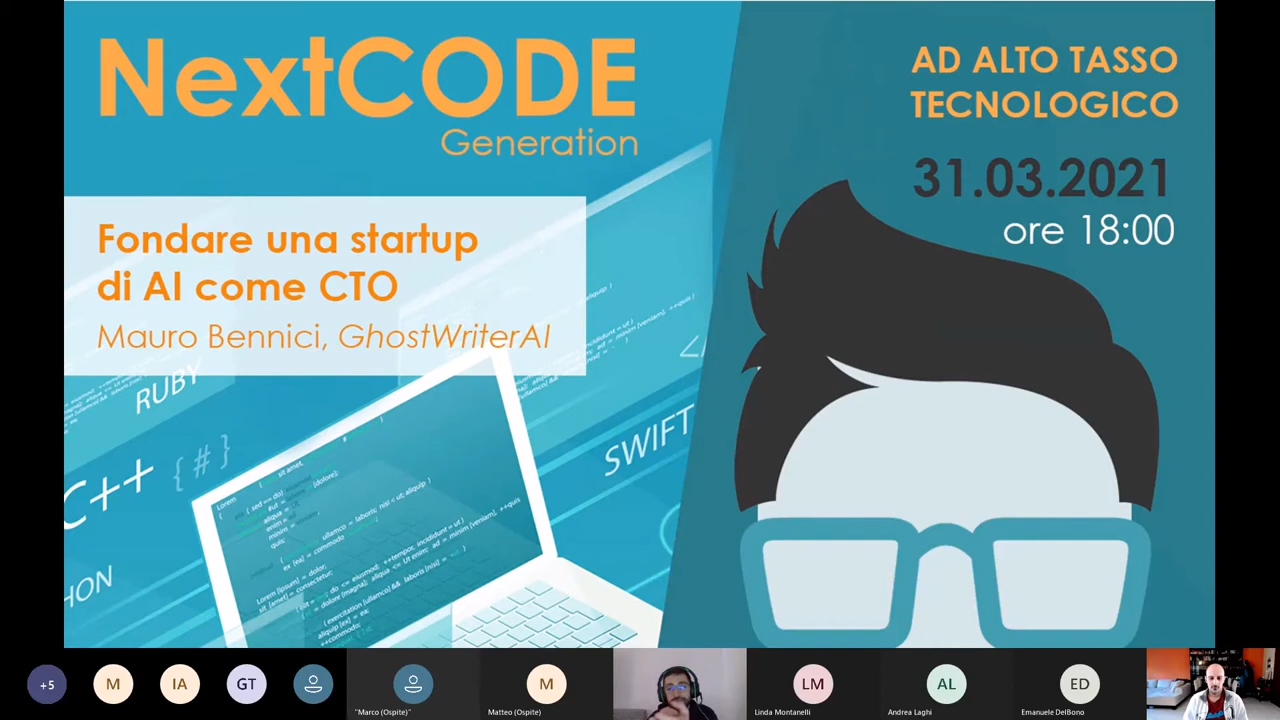 NextCODE
Generation
AD ALTO TASSO
TECNOLOGICO
31.03.2021
ore 18:00
Fondare una startup
di AI come CTO
Mauro Bennici, GhostWriterAI
RUBY
C++
{ # }
SWIFT
HON
+5
M
IA
GT
"Marco (Ospite)"
M
Matteo (Ospite)
LM
Linda Montanelli
AL
Andrea Laghi
ED
Emanuele DelBono